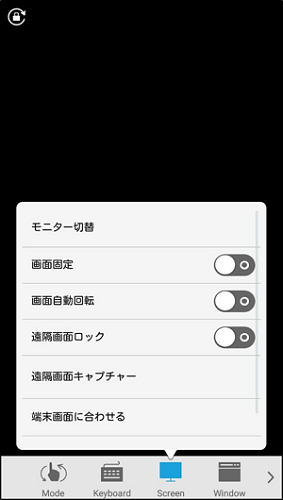 モニター切替
画面固定
画面自動回転
遠隔画面ロック
遠隔画面キャプチャー
端末画面に合わせる
Mode
Keyboard
Screen
Window